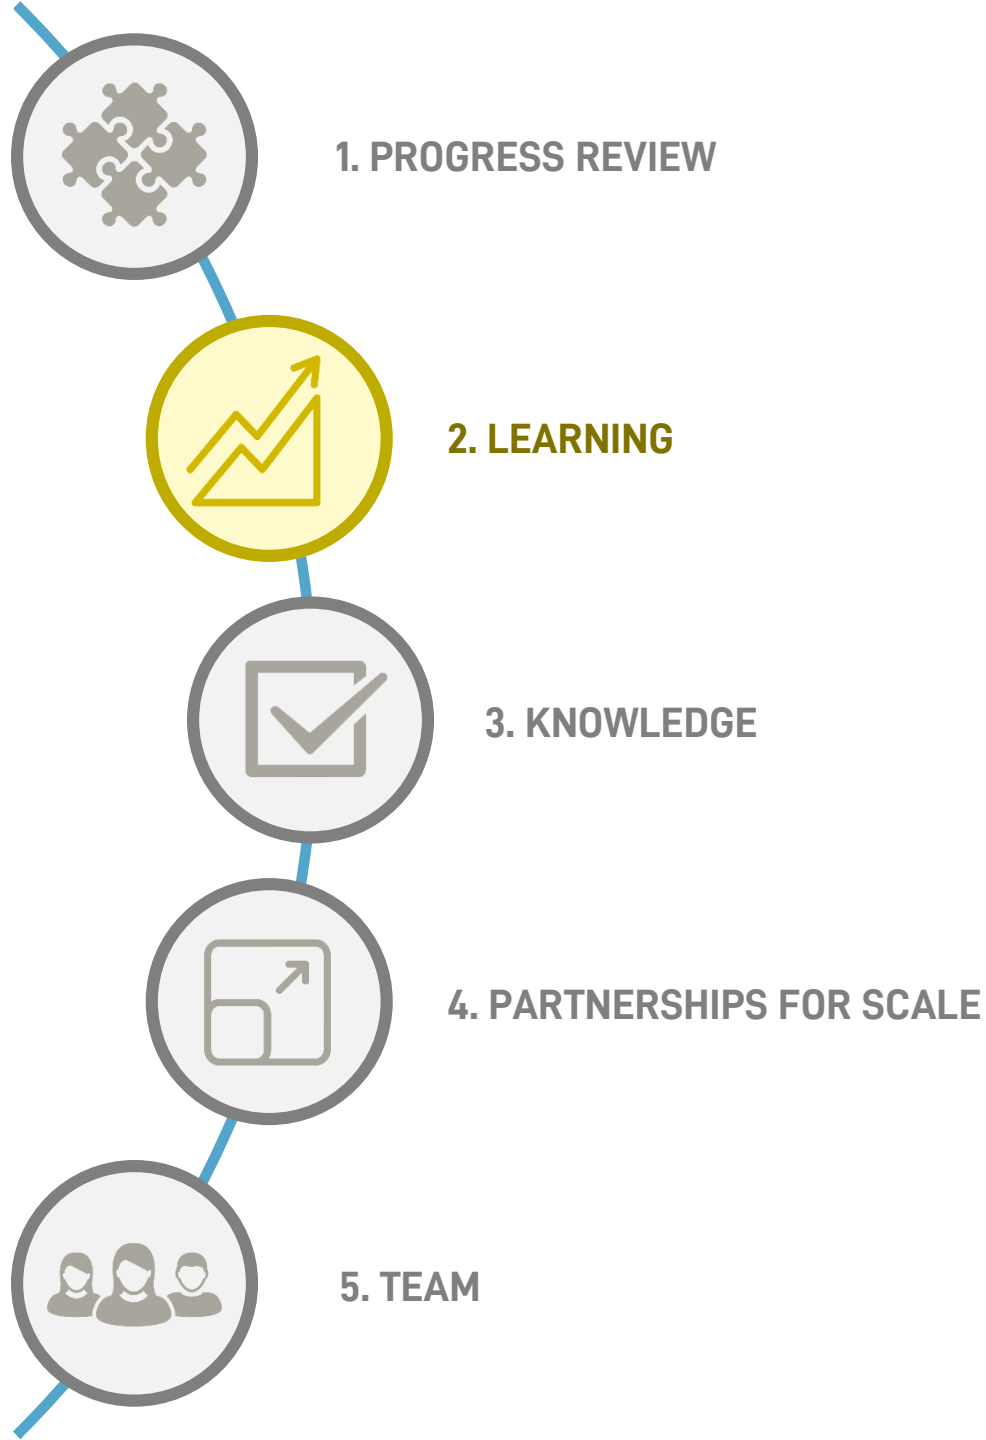 1. PROGRESS REVIEW
2. LEARNING
3. KNOWLEDGE
4. PARTNERSHIPS FOR SCALE
5. TEAM